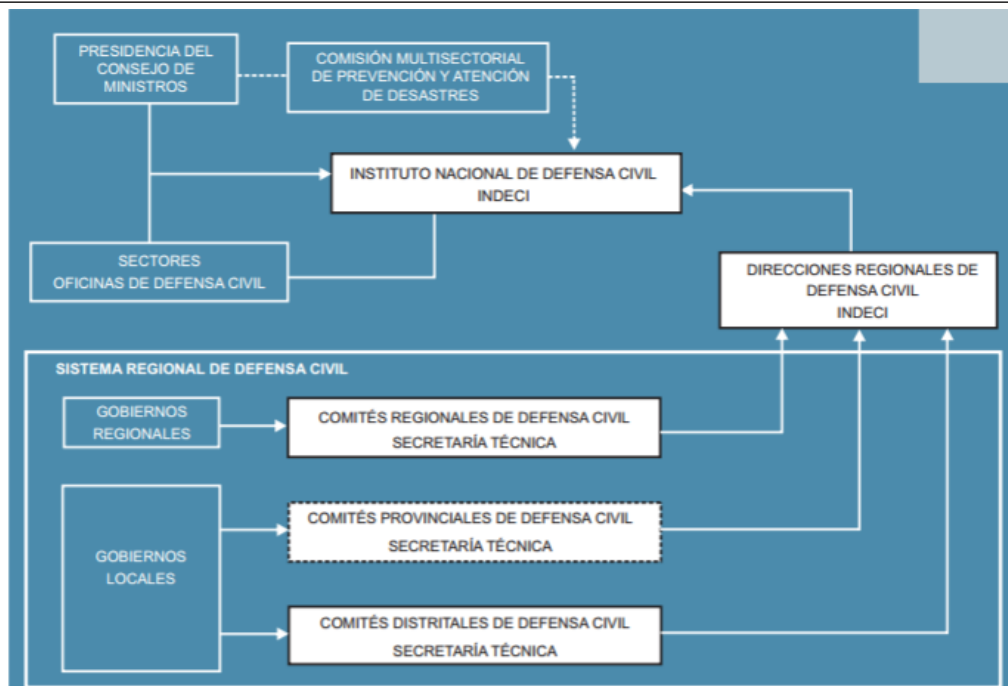 PRESIDENCIA DEL
CONSEJO DE
MINISTROS
COMISIÓN MULTISECTORIAL
DE PREVENCIÓN Y ATENCIÓN
DE DESASTRES
INSTITUTO NACIONAL DE DEFENSA CIVIL
INDECI
SECTORES
OFICINAS DE DEFENSA CIVIL
DIRECCIONES REGIONALES DE
DEFENSA CIVIL
INDECI
SISTEMA REGIONAL DE DEFENSA CIVIL
GOBIERNOS
REGIONALES
COMITÉS REGIONALES DE DEFENSA CIVIL
SECRETARÍA TÉCNICA
GOBIERNOS
LOCALES
COMITÉS PROVINCIALES DE DEFENSA CIVIL
SECRETARÍA TÉCNICA
COMITÉS DISTRITALES DE DEFENSA CIVIL
SECRETARÍA TÉCNICA